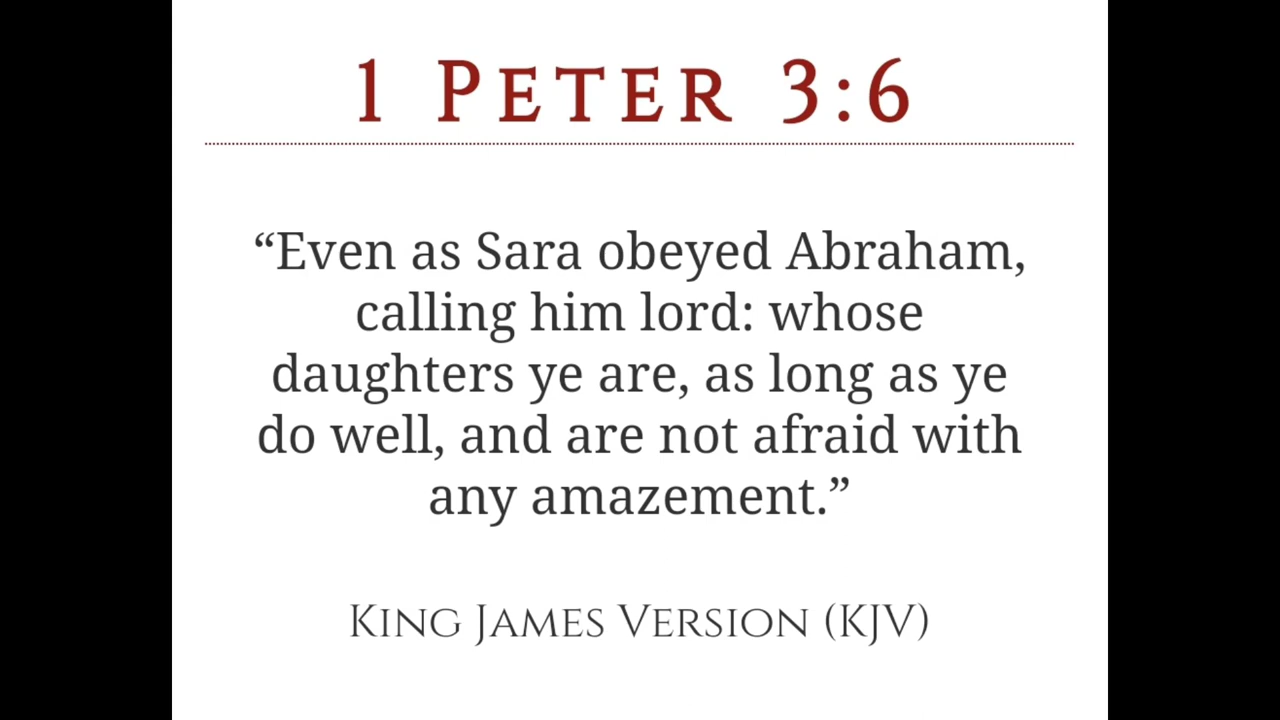 1 PETER 3:6
“Even as Sara obeyed Abraham,
calling him lord: whose
daughters ye are, as long as ye
do well, and are not afraid with
any amazement.”
KING JAMES VERSION (KJV)